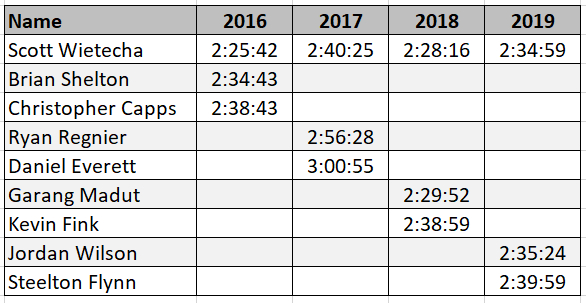 Name 2016 2017 2018 2019
Scott Wietecha 2:25:42 2:40:25 2:28:16 2:34:59
Brian Shelton 2:34:43
Christopher Capps 2:38:43
Ryan Regnier 2:56:28
Daniel Everett 3:00:55
Garang Madut 2:29:52
Kevin Fink 2:38:59
Jordan Wilson 2:35:24
Steelton Flynn 2:39:59